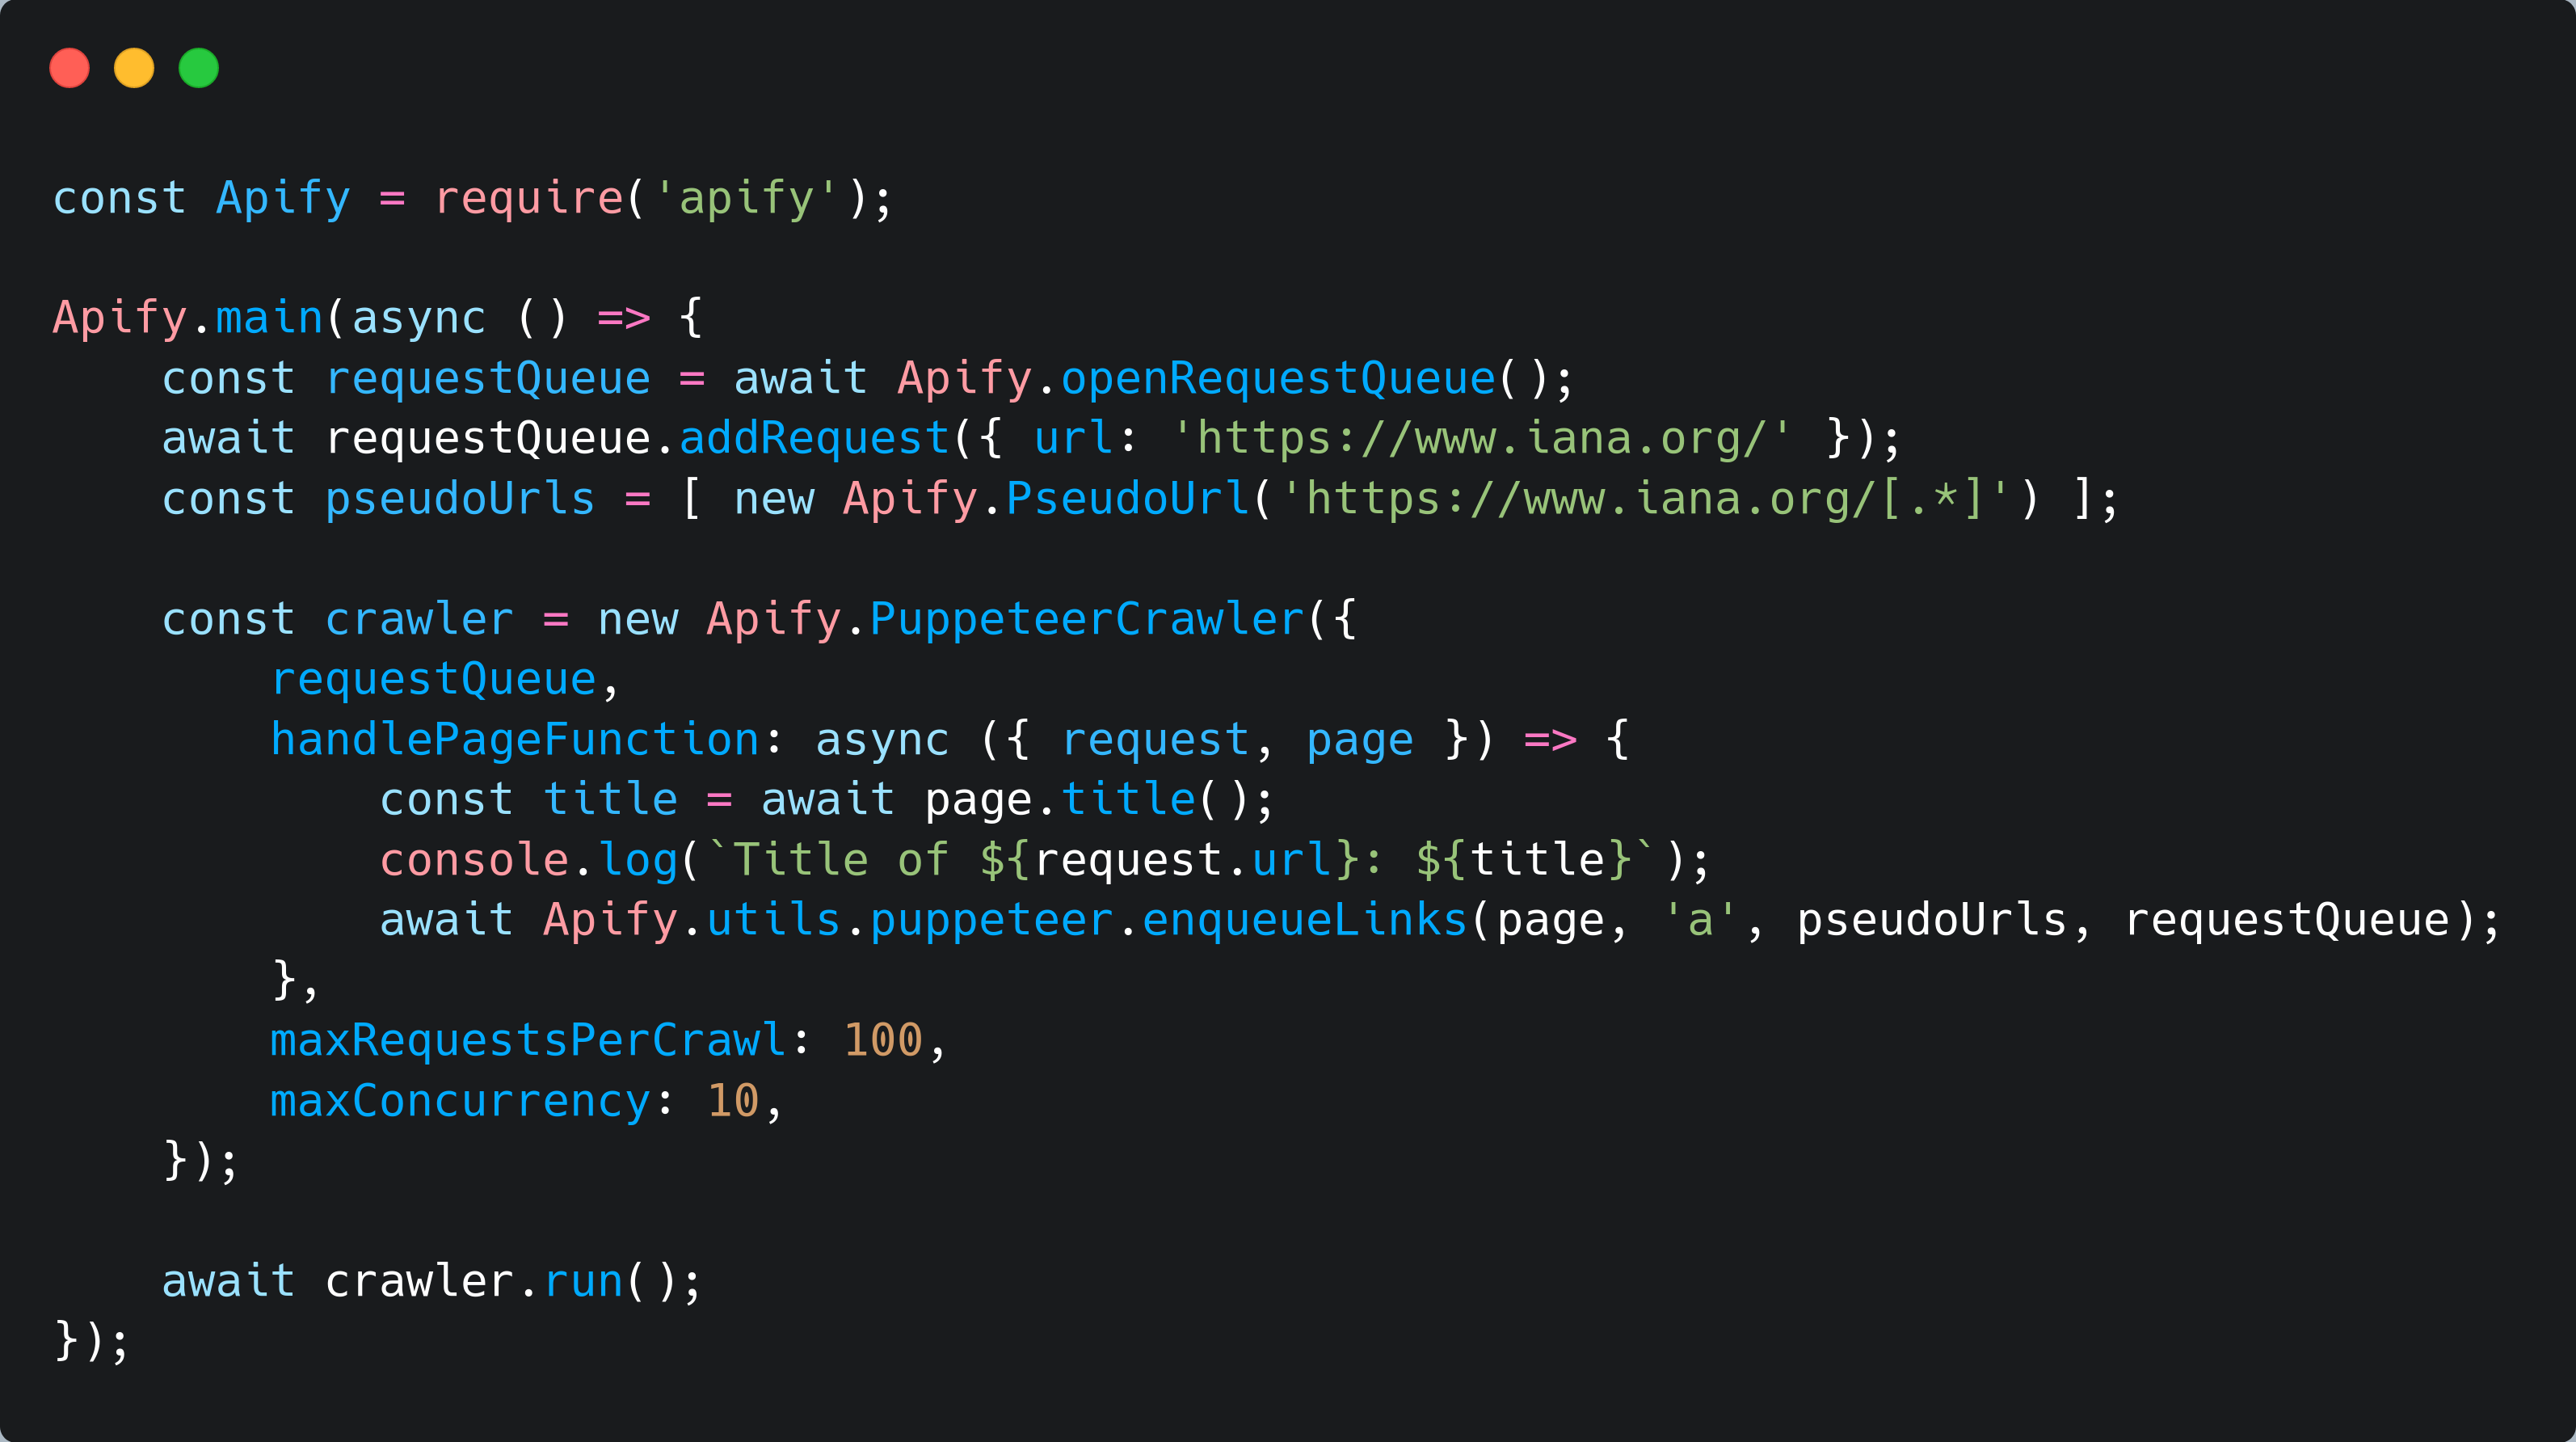 const Apify = require('apify');

Apify.main(async () => {
    const requestQueue = await Apify.openRequestQueue();
    await requestQueue.addRequest({ url: 'https://www.iana.org/' });
    const pseudoUrls = [ new Apify.PseudoUrl('https://www.iana.org/[.*]') ];

    const crawler = new Apify.PuppeteerCrawler({
        requestQueue,
        handlePageFunction: async ({ request, page }) => {
            const title = await page.title();
            console.log(`Title of ${request.url}: ${title}`);
            await Apify.utils.puppeteer.enqueueLinks(page, 'a', pseudoUrls, requestQueue);
        },
        maxRequestsPerCrawl: 100,
        maxConcurrency: 10,
    });

    await crawler.run();
});